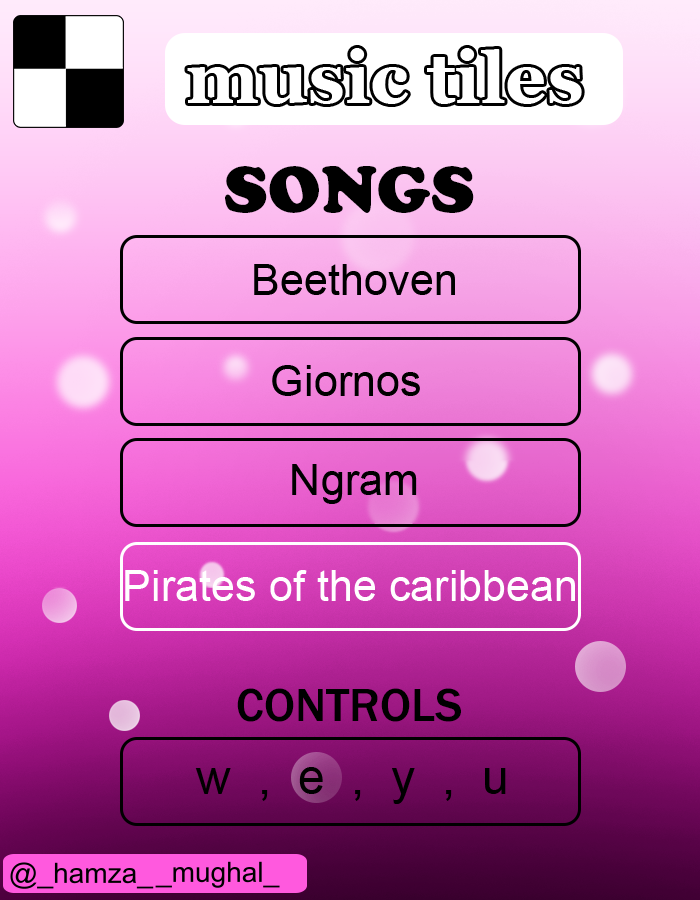 music tiles
SONGS
Beethoven
Giornos
Ngram
Pirates of the caribbean
CONTROLS
w , e , y , u
@_hamza__mughal_